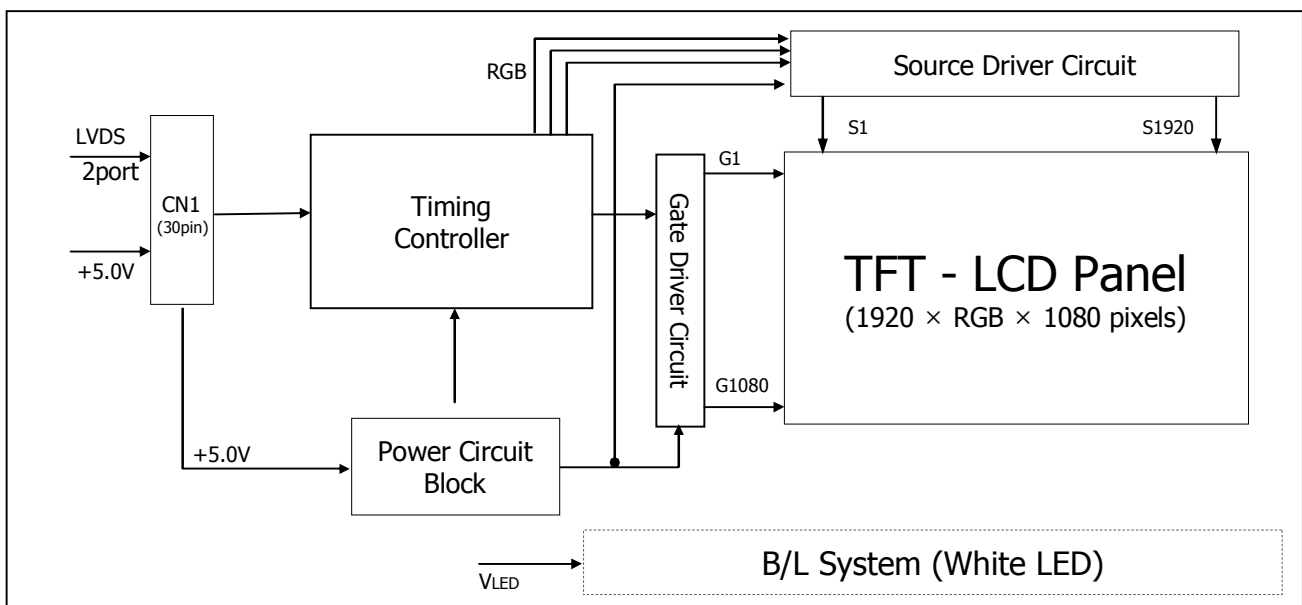 RGB
Source Driver Circuit
S1
S1920
LVDS
2port
CN1
(30pin)
+5.0V
Timing
Controller
Gate Driver Circuit
G1
G1080
TFT - LCD Panel
(1920 × RGB × 1080 pixels)
+5.0V
Power Circuit
Block
VLED
B/L System (White LED)